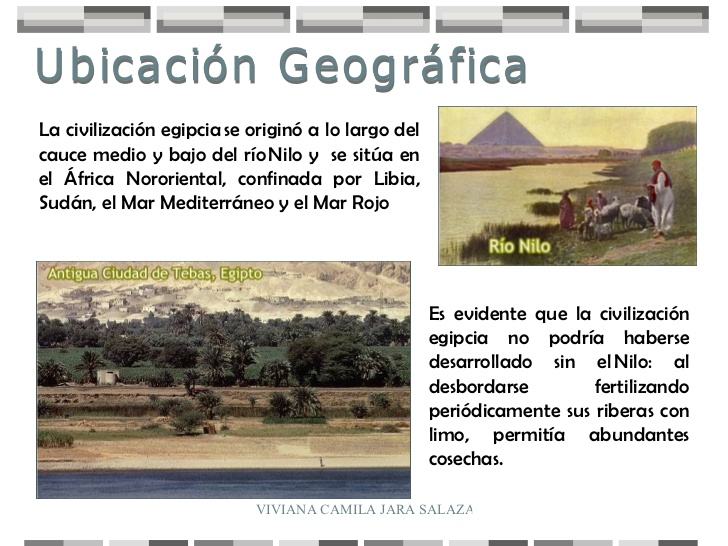 Ubicación Geográfica
La civilización egipcia se originó a lo largo del
cauce medio y bajo del río Nilo y se sitúa en
el África Nororiental, confinada por Libia,
Sudán, el Mar Mediterráneo y el Mar Rojo
Río Nilo
Antigua Ciudad de Tebas, Egipto
Es evidente que la civilización
egipcia no podría haberse
desarrollado sin el Nilo: al
desbordarse fertilizando
periódicamente sus riberas con
limo, permitía abundantes
cosechas.
VIVIANA CAMILA JARA SALAZA